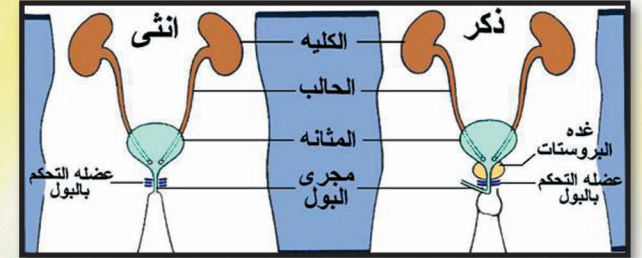 ذكر
انثى
الكليه
الحالب
المثانه
مجرى
البول
غده
البروستات
عضله التحكم
بالبول
عضله التحكم
بالبول